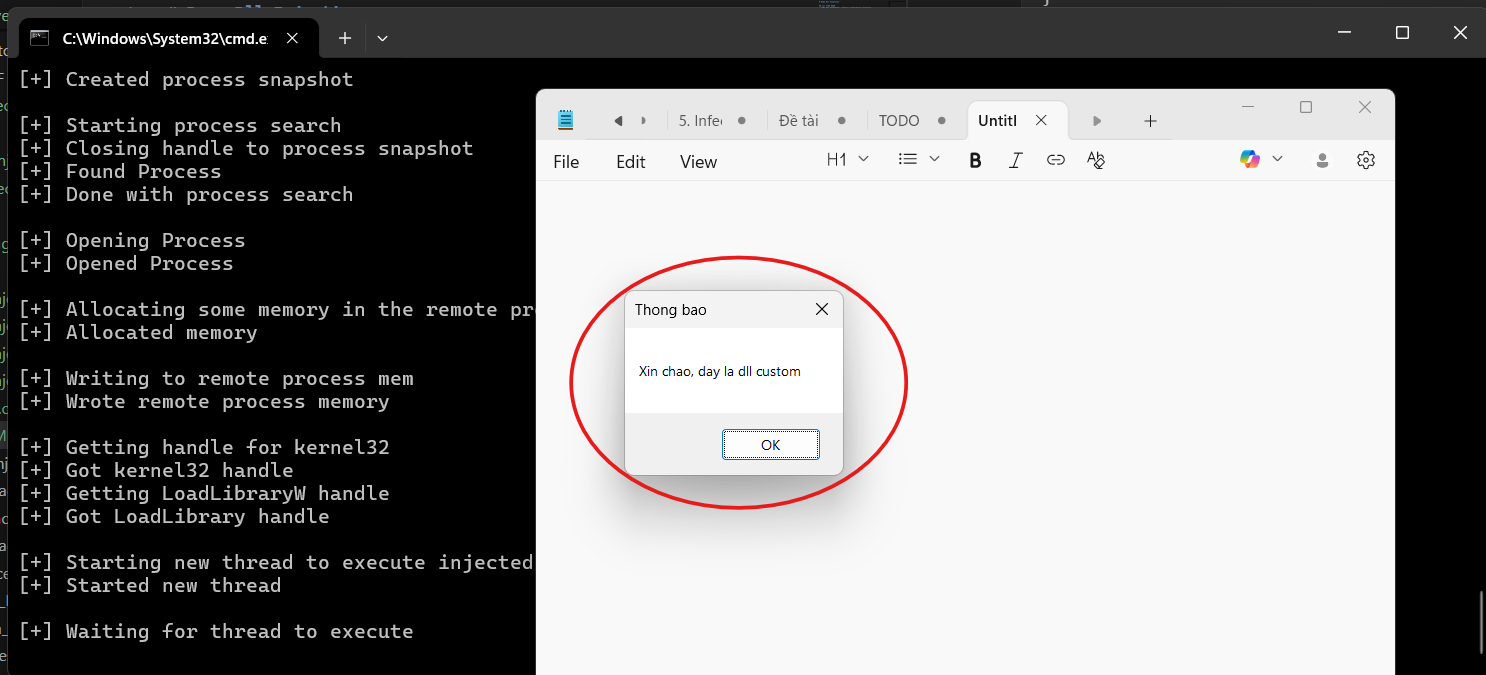 C:\Windows\System32\cmd.e
[+] Created process snapshot
[+] Starting process search
[+] Closing handle to process snapshot
[+] Found Process
[+] Done with process search
[+] Opening Process
[+] Opened Process
[+] Allocating some memory in the remote
[+] Allocated memory
[+] Writing to remote process mem
[+] Wrote remote process memory
[+] Getting handle for kernel32
[+] Got kernel32 handle
[+] Getting LoadLibraryW handle
[+] Got LoadLibrary handle
[+] Starting new thread to execute injected
[+] Started new thread
[+] Waiting for thread to execute
5. Infec
Đề tài
TODO
Untitl
File Edit View H1 B I
Thong bao
Xin chao, day la dll custom
OK